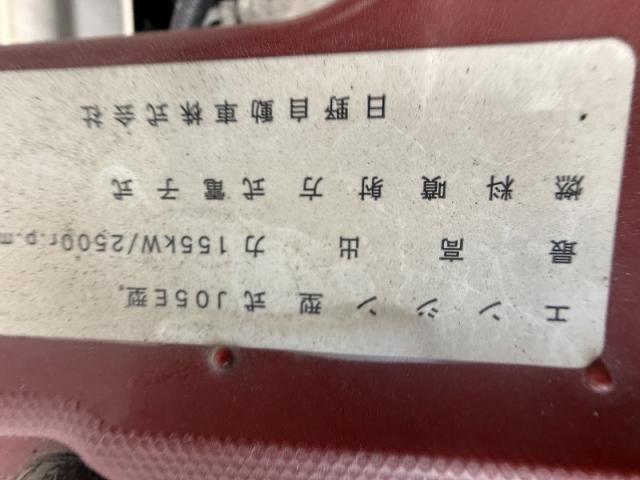 エンジン型式 J05E型
最高出力 155kW/2500r.p.m
燃料噴射方式 電子式
日野自動車株式会社